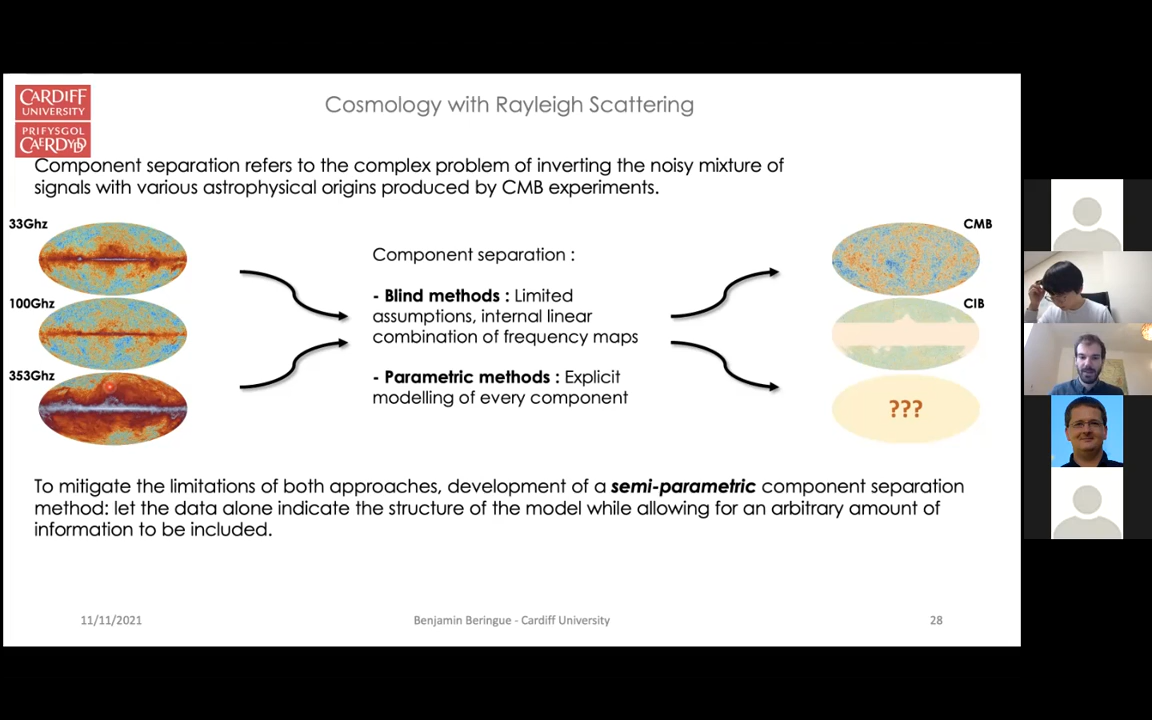 CARDIFF
UNIVERSITY
PRIFYSGOL
CAERDYDD
Cosmology with Rayleigh Scattering
Component separation refers to the complex problem of inverting the noisy mixture of
signals with various astrophysical origins produced by CMB experiments.
33Ghz
100Ghz
353Ghz
Component separation :
- Blind methods : Limited
assumptions, internal linear
combination of frequency maps
- Parametric methods : Explicit
modelling of every component
CMB
CIB
???
To mitigate the limitations of both approaches, development of a semi-parametric component separation
method: let the data alone indicate the structure of the model while allowing for an arbitrary amount of
information to be included.
11/11/2021
Benjamin Beringue - Cardiff University
28